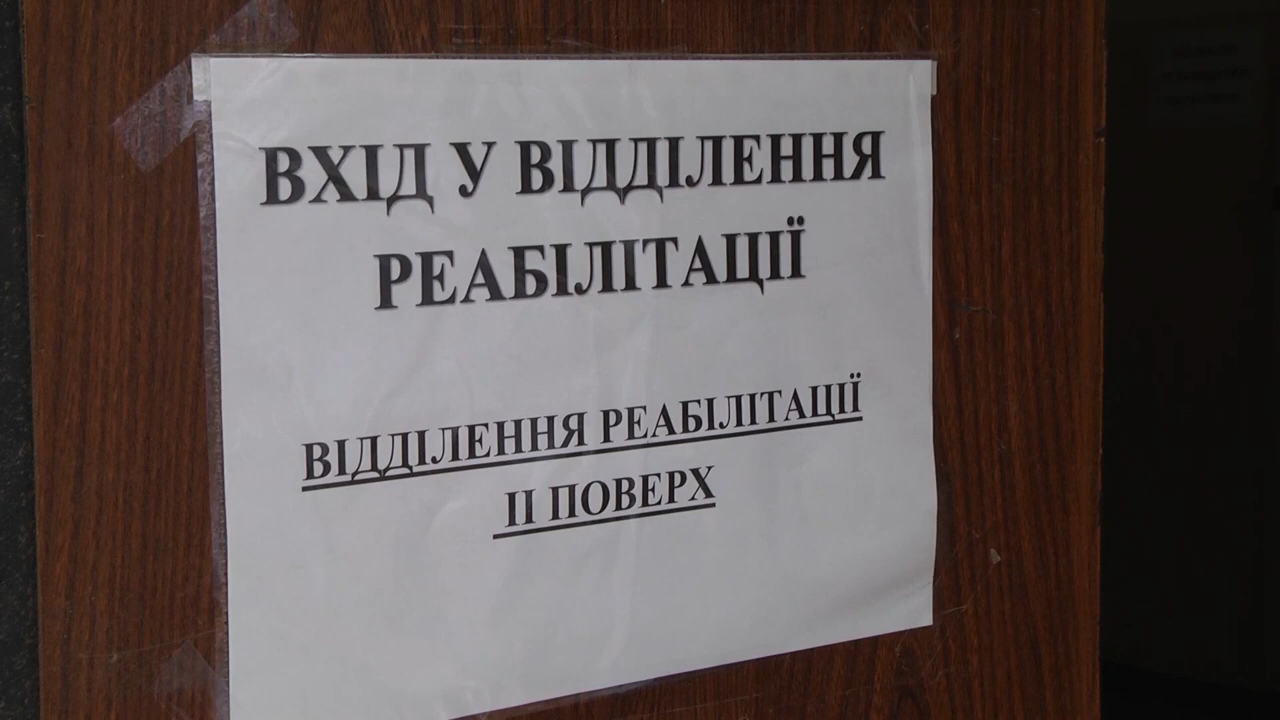 ВХІД У ВІДДІЛЕННЯ
РЕАБІЛІТАЦІЇ
ВІДДІЛЕННЯ РЕАБІЛІТАЦІЇ
ІІ ПОВЕРХ